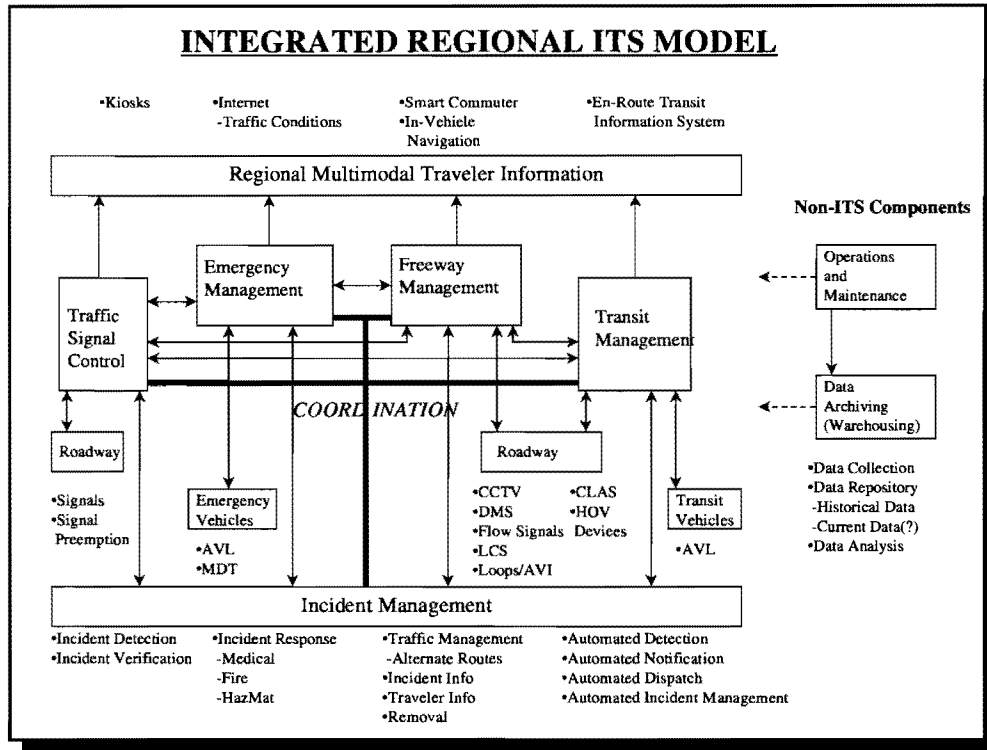 INTEGRATED REGIONAL ITS MODEL
•Kiosks
•Internet
-Traffic Conditions
•Smart Commuter
•In-Vehicle
Navigation
•En-Route Transit
Information System
Regional Multimodal Traveler Information
Non-ITS Components
Traffic
Signal
Control
Emergency
Management
Freeway
Management
Transit
Management
Operations
and
Maintenance
Data
Archiving
(Warehousing)
•Data Collection
•Data Repository
-Historical Data
-Current Data(?)
•Data Analysis
COORDINATION
Roadway
•Signals
•Signal
Preemption
Emergency
Vehicles
•AVL
•MDT
Roadway
•CCTV
•DMS
•Flow Signals
•LCS
•Loops/AVI
•CLAS
•HOV
Devices
Transit
Vehicles
•AVL
Incident Management
•Incident Detection
•Incident Verification
•Incident Response
-Medical
-Fire
-HazMat
•Traffic Management
-Alternate Routes
•Incident Info
•Traveler Info
•Removal
•Automated Detection
•Automated Notification
•Automated Dispatch
•Automated Incident Management